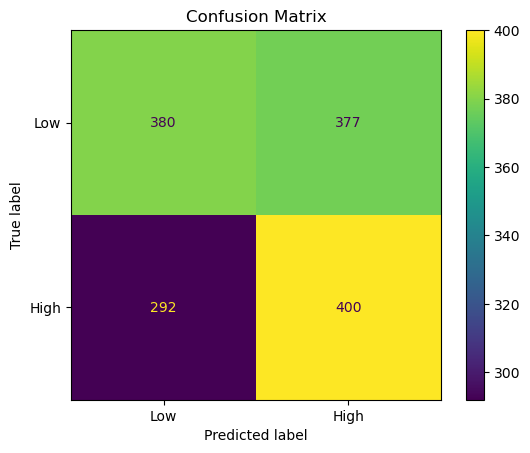 Confusion Matrix
400
Low 380 377
380
360
True label
340
High 292 400
320
300
Low High
Predicted label